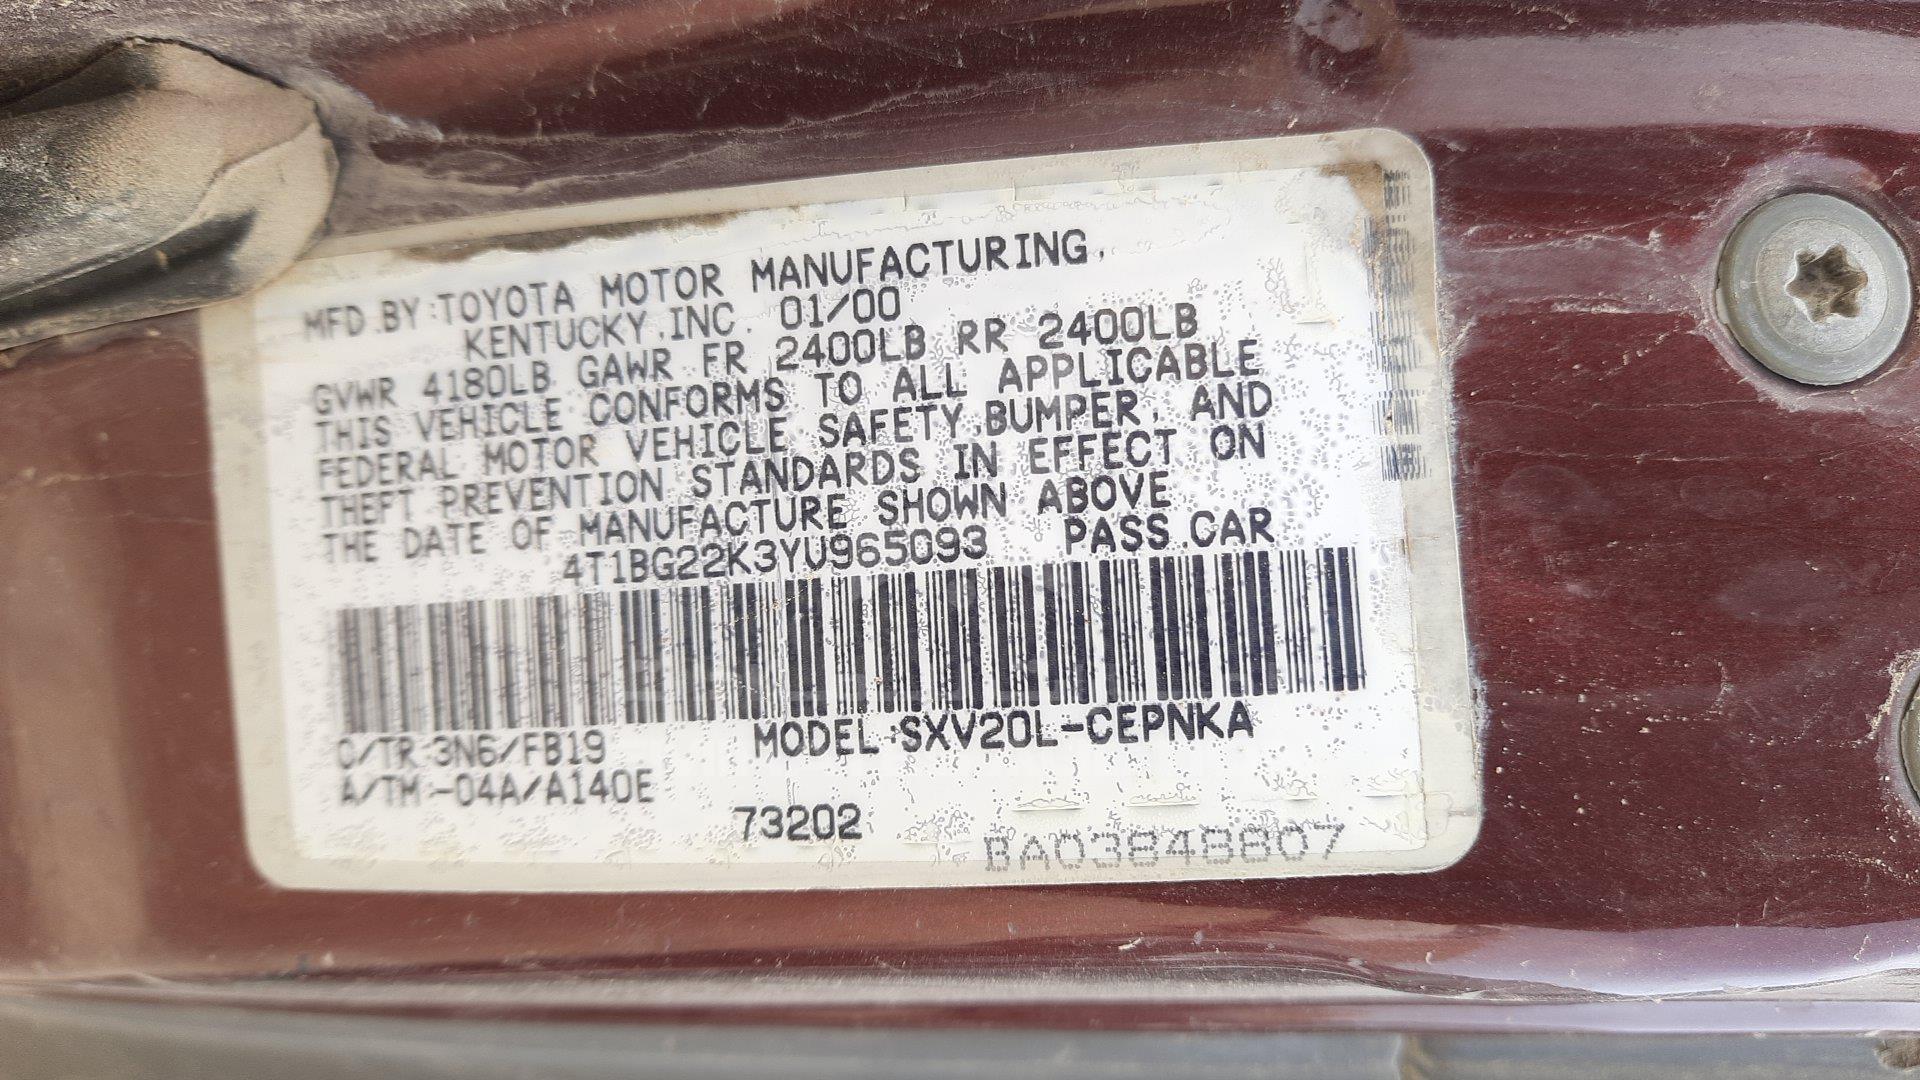 MFD.BY:TOYOTA MOTOR MANUFACTURING,
KENTUCKY,INC. 01/00
GVWR 4180LB GAWR FR 2400LB RR 2400LB
THIS VEHICLE CONFORMS TO ALL APPLICABLE
FEDERAL MOTOR VEHICLE SAFETY,BUMPER, AND
THEFT PREVENTION STANDARDS IN EFFECT ON
THE DATE OF MANUFACTURE SHOWN ABOVE
4T1BG22K3YU965093 PASS.CAR
C/TR:3N6/FB19 MODEL:SXV20L-CEPNKA
A/TM:-04A/A140E
73202
BA03848807